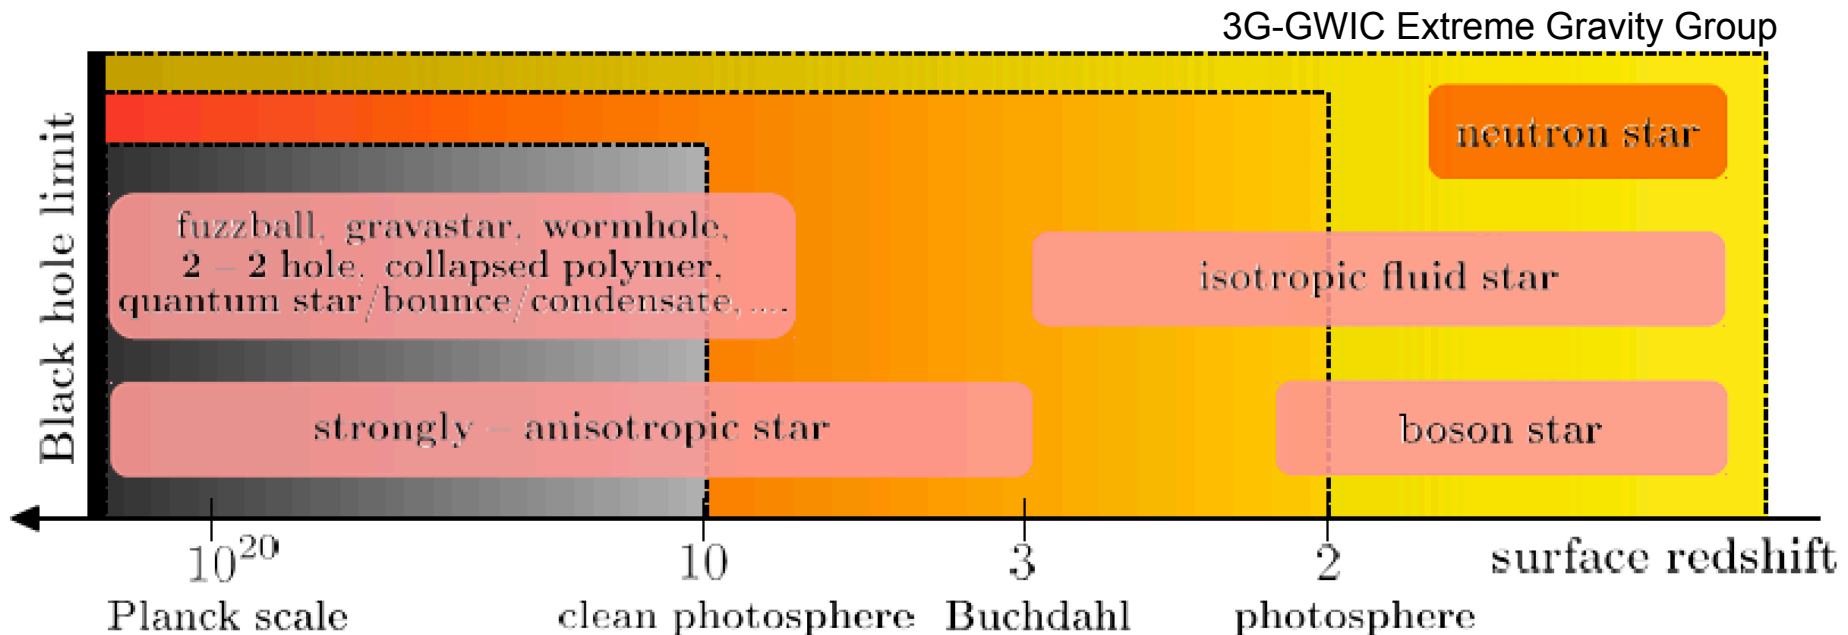 3G-GWIC Extreme Gravity Group
Black hole limit
neutron star
fuzzball, gravastar, wormhole,
2 – 2 hole, collapsed polymer,
quantum star/bounce/condensate, ....
isotropic fluid star
strongly – anisotropic star
boson star
10²⁰
10
3
2
surface redshift
Planck scale
clean photosphere
Buchdahl
photosphere